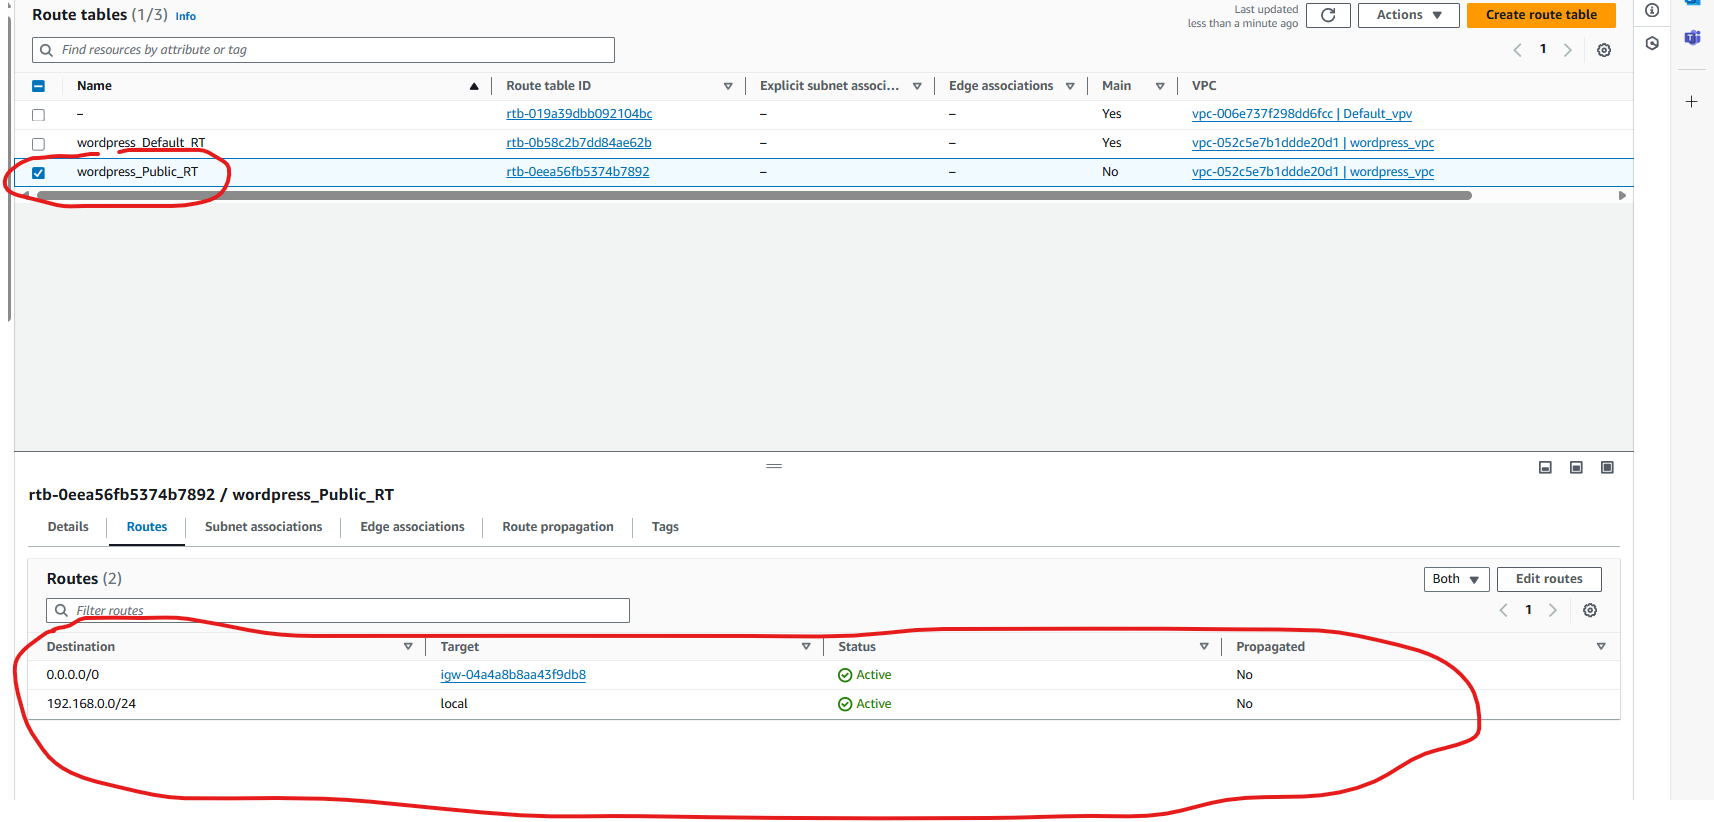 Route tables (1/3) Info
Last updated
less than a minute ago
Actions
Create route table
Find resources by attribute or tag
1
Name Route table ID Explicit subnet associ... Edge associations Main VPC
– rtb-019a39dbb092104bc – – Yes vpc-006e737f298dd6fcc | Default_vpv
wordpress_Default_RT rtb-0b58c2b7dd84ae62b – – Yes vpc-052c5e7b1ddde20d1 | wordpress_vpc
wordpress_Public_RT rtb-0eea56fb5374b7892 – – No vpc-052c5e7b1ddde20d1 | wordpress_vpc
rtb-0eea56fb5374b7892 / wordpress_Public_RT
Details Routes Subnet associations Edge associations Route propagation Tags
Routes (2)
Both
Edit routes
Filter routes
1
Destination Target Status Propagated
0.0.0.0/0 igw-04a4a8b8aa43f9db8 Active No
192.168.0.0/24 local Active No